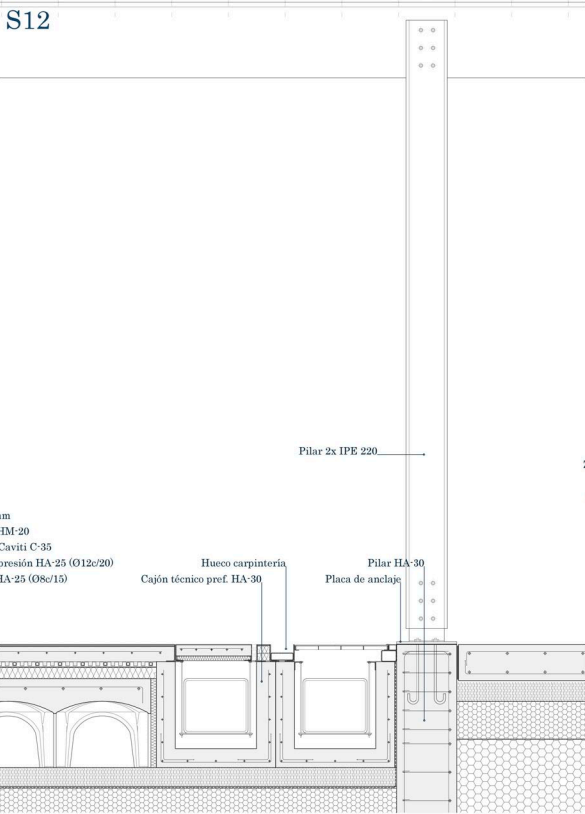 S12
Pilar 2x IPE 220
2
HM-20
Caviti C-35
presión HA-25 (Ø12c/20)
HA-25 (Ø8c/15)
Hueco carpintería
Cajón técnico pref. HA-30
Pilar HA-30
Placa de anclaje